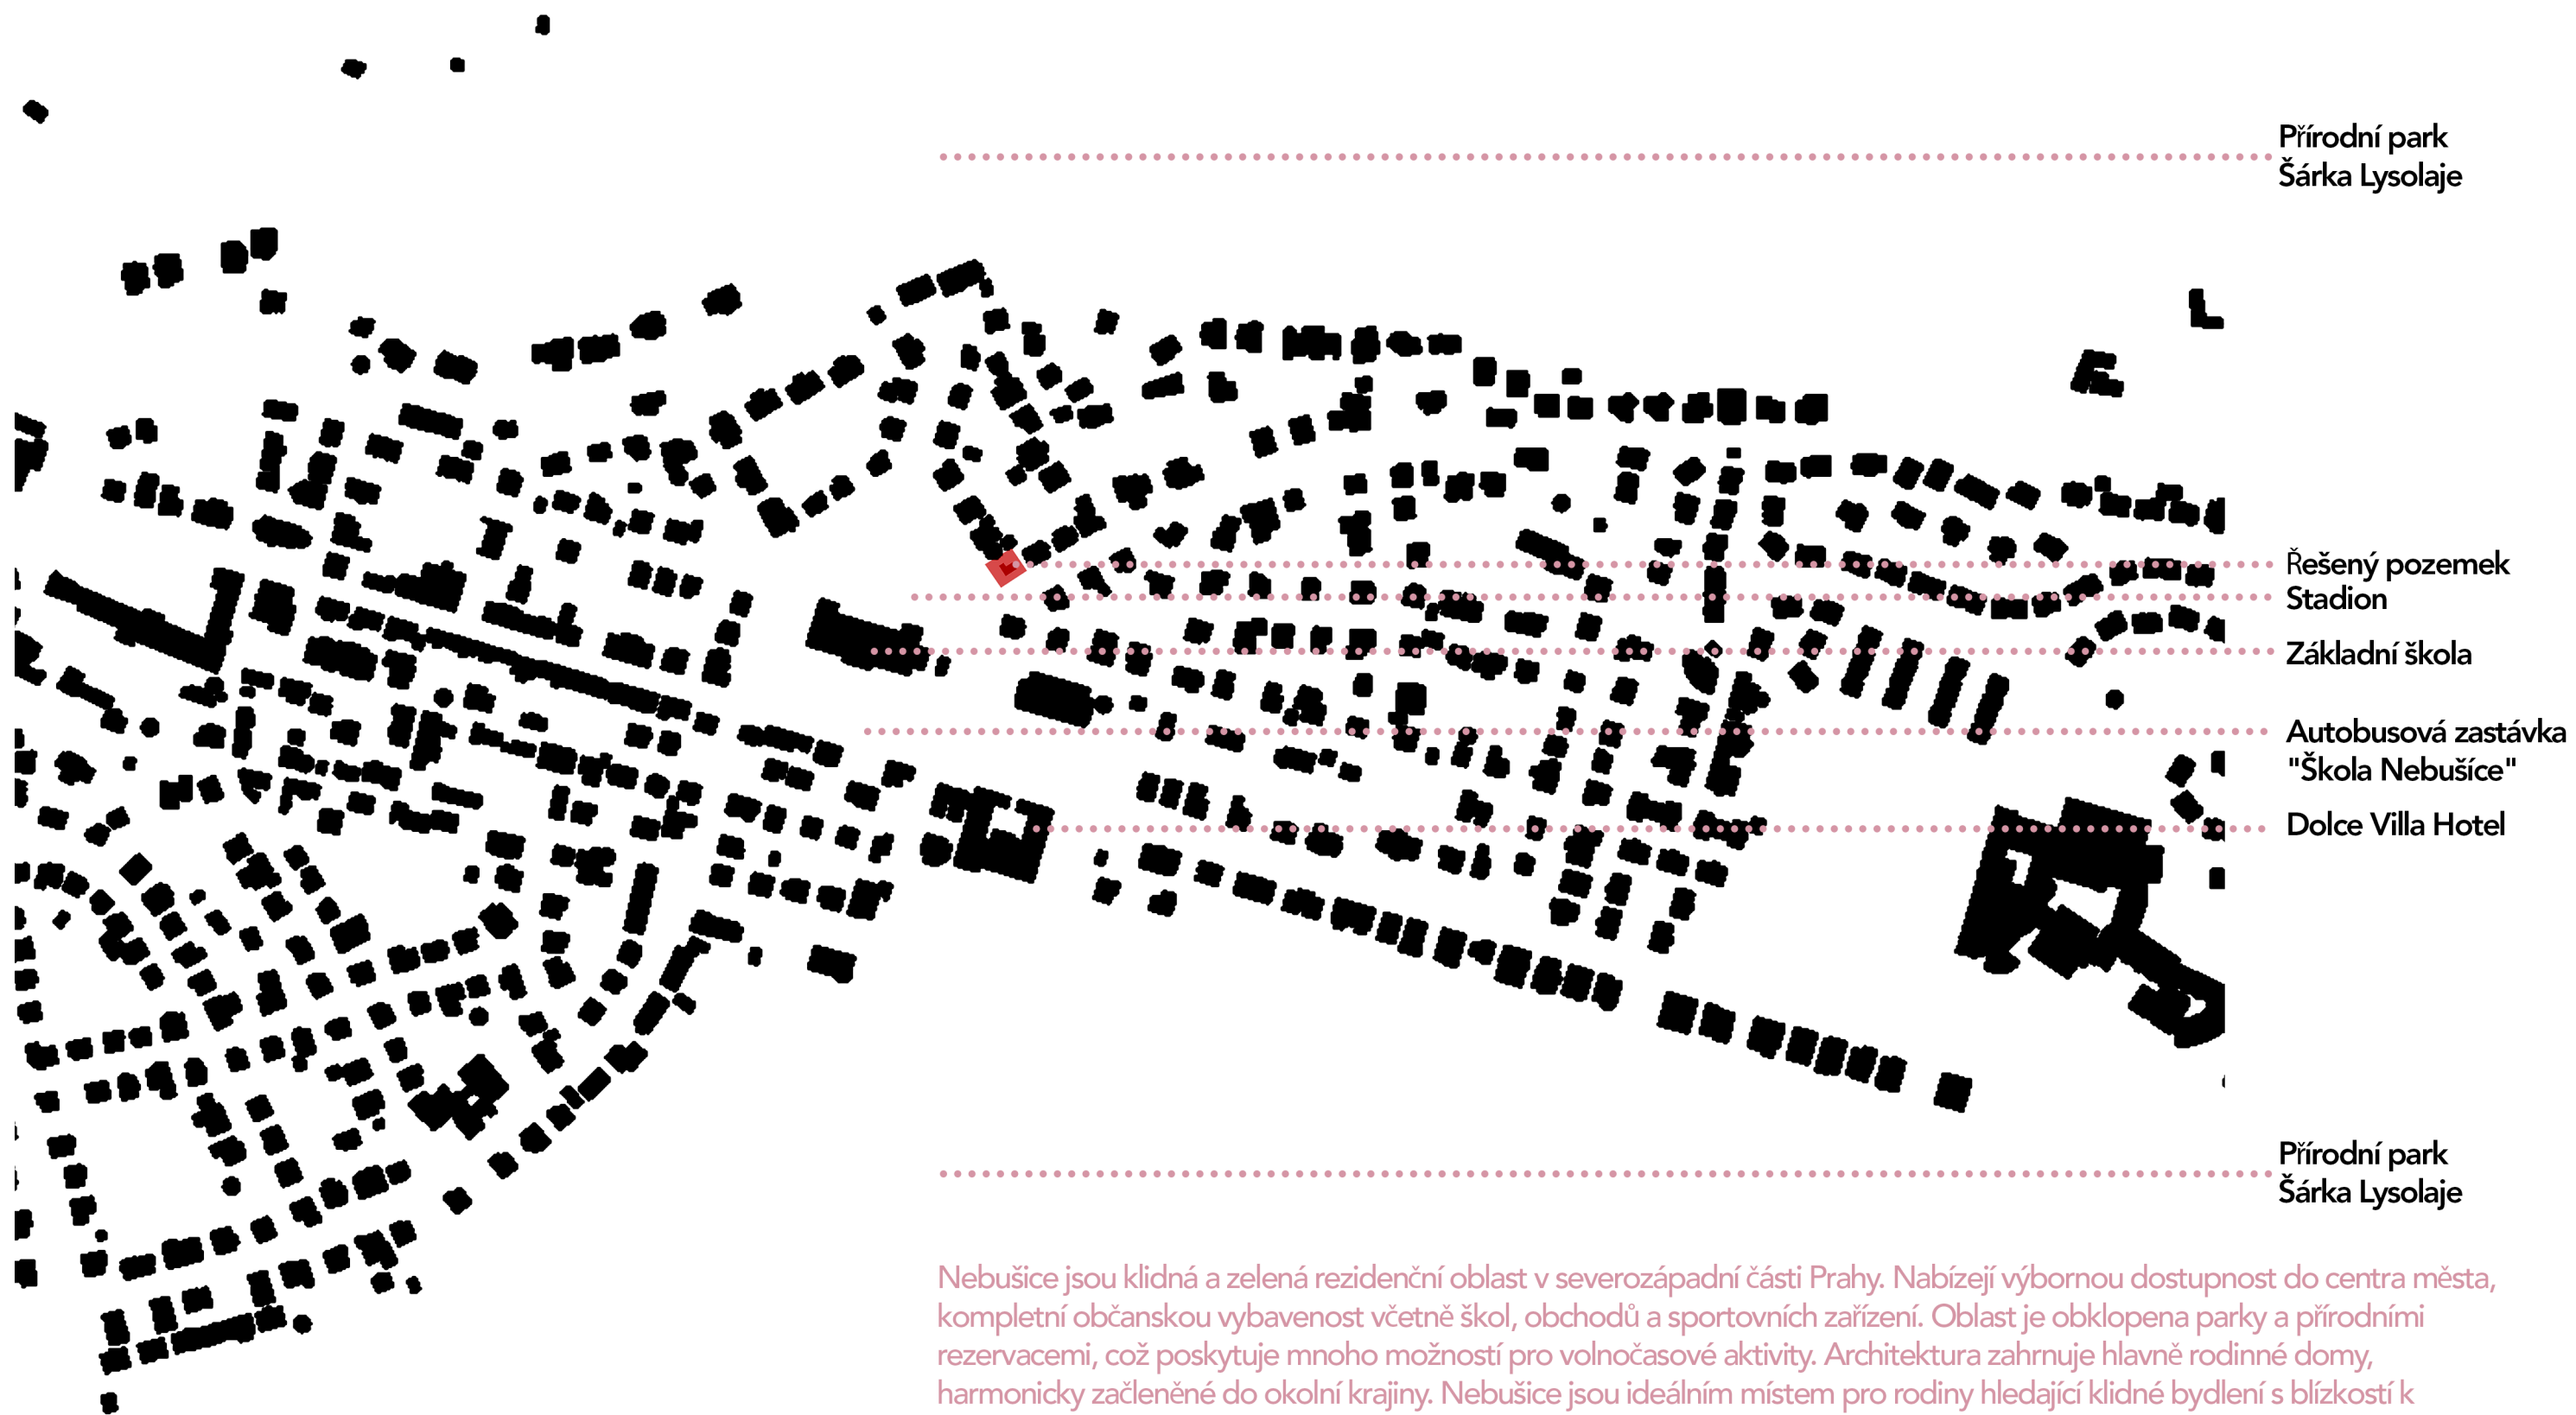 Přírodní park
Šárka Lysolaje
Řešený pozemek
Stadion
Základní škola
Autobusová zastávka
"Škola Nebušíce"
Dolce Villa Hotel
Přírodní park
Šárka Lysolaje
Nebušice jsou klidná a zelená rezidenční oblast v severozápadní části Prahy. Nabízejí výbornou dostupnost do centra města,
kompletní občanskou vybavenost včetně škol, obchodů a sportovních zařízení. Oblast je obklopena parky a přírodními
rezervacemi, což poskytuje mnoho možností pro volnočasové aktivity. Architektura zahrnuje hlavně rodinné domy,
harmonicky začleněné do okolní krajiny. Nebušice jsou ideálním místem pro rodiny hledající klidné bydlení s blízkostí k